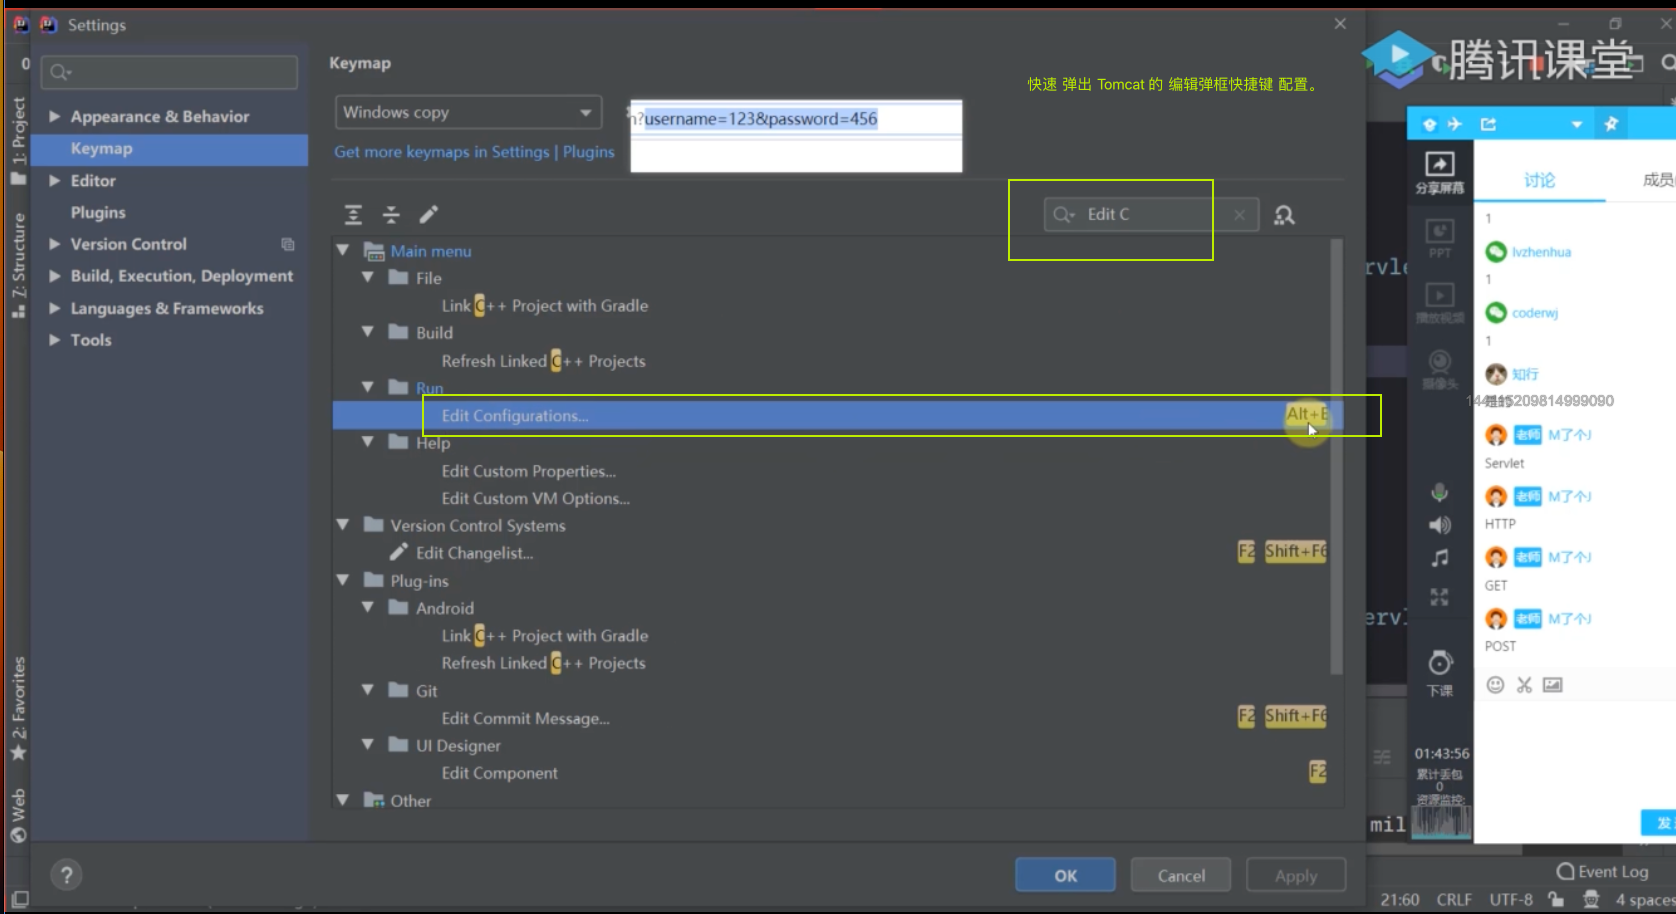 Settings
Keymap
Windows copy
Get more keymaps in Settings | Plugins
n?username=123&password=456
快速 弹出 Tomcat 的 编辑弹框快捷键 配置。
腾讯课堂
Appearance & Behavior
Keymap
Editor
Plugins
Version Control
Build, Execution, Deployment
Languages & Frameworks
Tools
1: Project
Z: Structure
2: Favorites
Web
Edit C
Main menu
File
Link C++ Project with Gradle
Build
Refresh Linked C++ Projects
Run
Edit Configurations...
Alt+E
Help
Edit Custom Properties...
Edit Custom VM Options...
Version Control Systems
Edit Changelist...
F2 Shift+F6
Plug-ins
Android
Link C++ Project with Gradle
Refresh Linked C++ Projects
Git
Edit Commit Message...
F2 Shift+F6
UI Designer
Edit Component
F2
Other
?
OK
Cancel
Apply
分享屏幕
PPT
播放视频
摄像头
下课
01:43:56
累计丢包
0
资源监控:
讨论
成员
1
lvzhenhua
1
coderwj
1
知行
是的
老师 M了个J
Servlet
老师 M了个J
HTTP
老师 M了个J
GET
老师 M了个J
POST
mil
Event Log
21:60 CRLF UTF-8 4 spaces